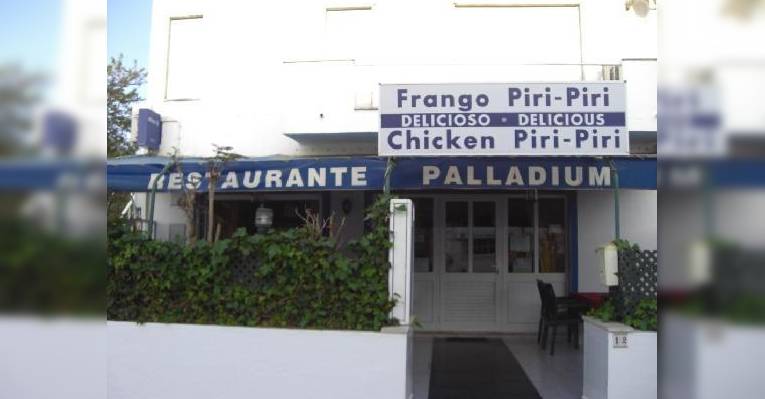 Frango Piri-Piri
DELICIOSO • DELICIOUS
Chicken Piri-Piri
RESTAURANTE PALLADIUM
12